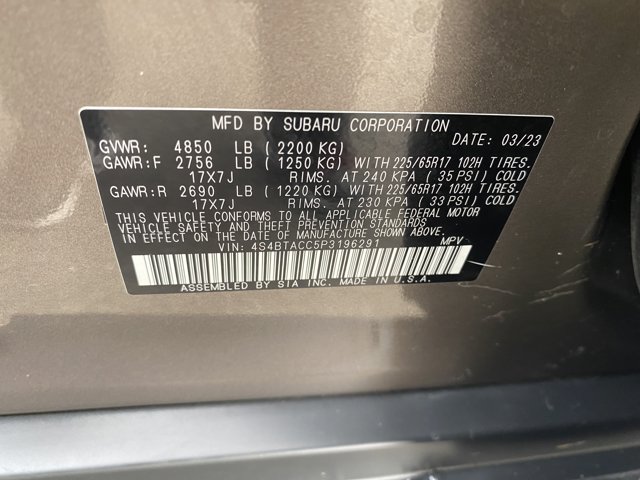 MFD BY SUBARU CORPORATION
GVWR: 4850 LB (2200 KG) DATE: 03/23
GAWR:F 2756 LB (1250 KG) WITH 225/65R17 102H TIRES.
17X7J RIMS. AT 240 KPA (35 PSI) COLD
GAWR:R 2690 LB (1220 KG) WITH 225/65R17 102H TIRES.
17X7J RIMS. AT 230 KPA (33 PSI) COLD
THIS VEHICLE CONFORMS TO ALL APPLICABLE FEDERAL MOTOR
VEHICLE SAFETY AND THEFT PREVENTION STANDARDS
IN EFFECT ON THE DATE OF MANUFACTURE SHOWN ABOVE.
VIN: 4S4BTACC5P3196291 MPV
ASSEMBLED BY SIA INC. MADE IN U.S.A.